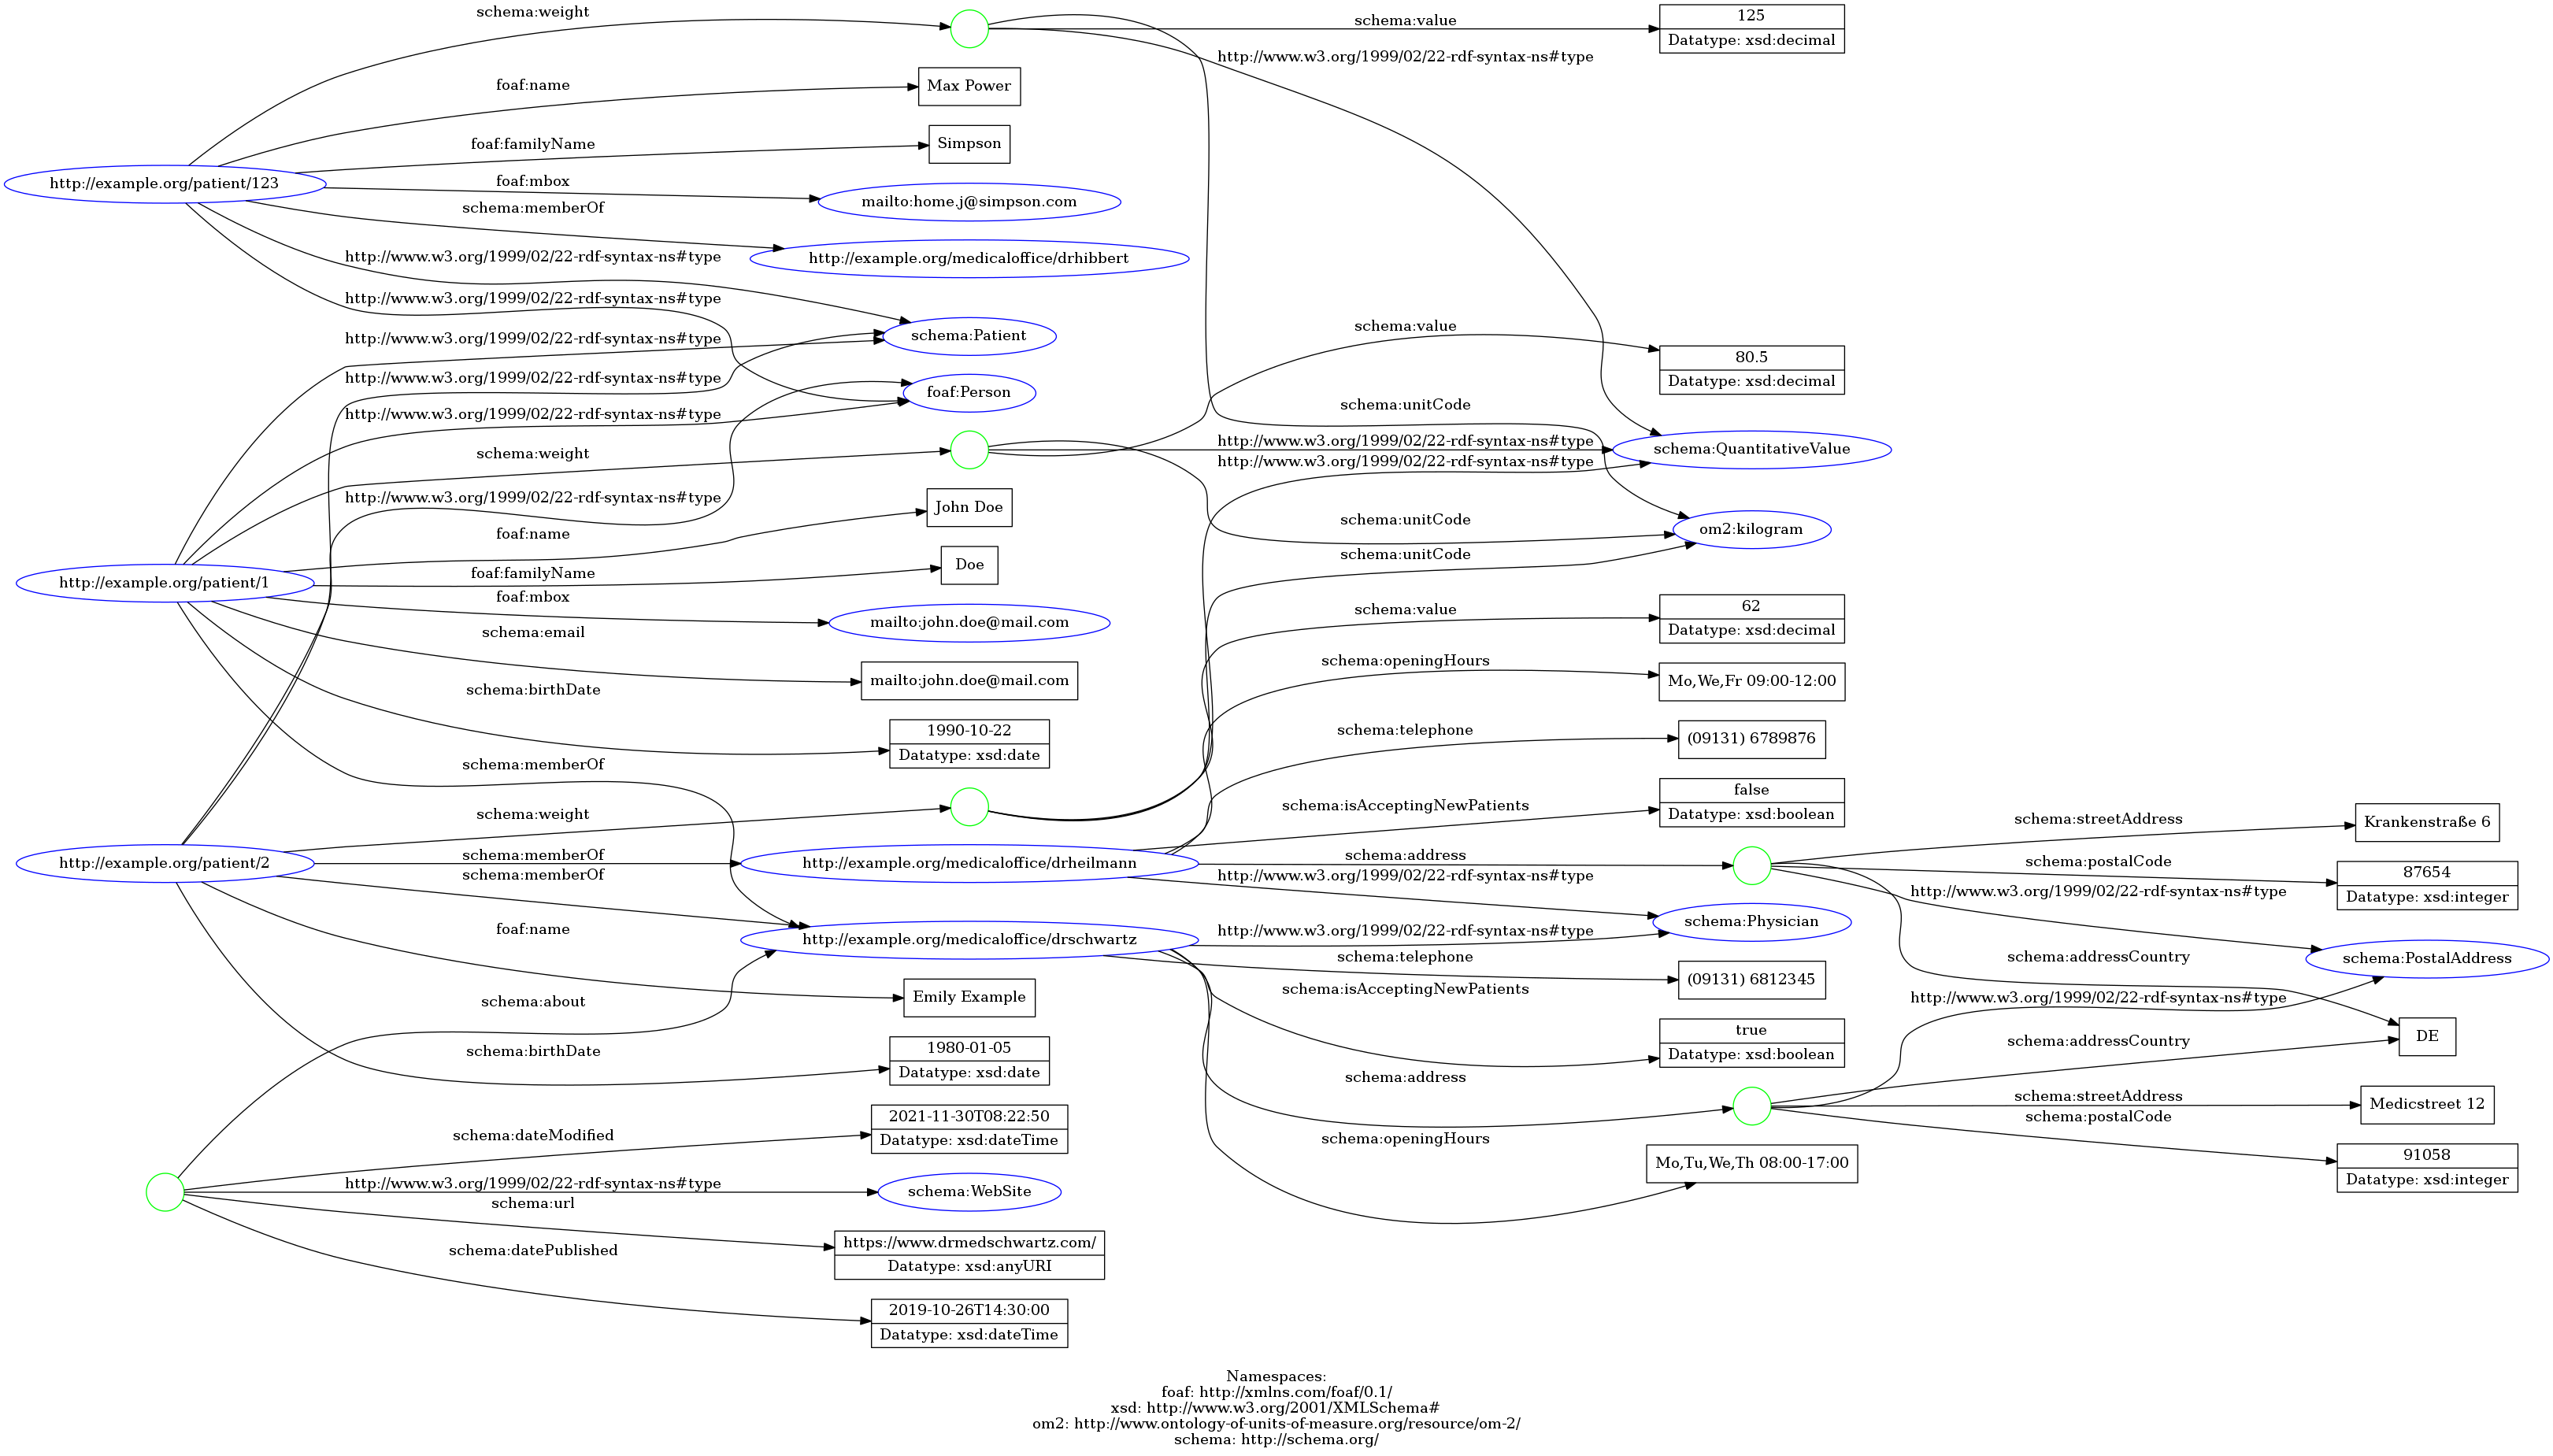 schema:weight
schema:value
125
Datatype: xsd:decimal
http://www.w3.org/1999/02/22-rdf-syntax-ns#type
foaf:name
Max Power
foaf:familyName
Simpson
http://example.org/patient/123
foaf:mbox
mailto:home.j@simpson.com
schema:memberOf
http://example.org/medicaloffice/drhibbert
http://www.w3.org/1999/02/22-rdf-syntax-ns#type
http://www.w3.org/1999/02/22-rdf-syntax-ns#type
schema:Patient
http://www.w3.org/1999/02/22-rdf-syntax-ns#type
schema:value
80.5
Datatype: xsd:decimal
http://www.w3.org/1999/02/22-rdf-syntax-ns#type
foaf:Person
schema:unitCode
http://www.w3.org/1999/02/22-rdf-syntax-ns#type
schema:weight
http://www.w3.org/1999/02/22-rdf-syntax-ns#type
schema:QuantitativeValue
http://www.w3.org/1999/02/22-rdf-syntax-ns#type
http://www.w3.org/1999/02/22-rdf-syntax-ns#type
John Doe
schema:unitCode
om2:kilogram
foaf:name
schema:unitCode
http://example.org/patient/1
foaf:familyName
Doe
foaf:mbox
mailto:john.doe@mail.com
schema:value
62
Datatype: xsd:decimal
schema:email
mailto:john.doe@mail.com
schema:openingHours
Mo,We,Fr 09:00-12:00
schema:birthDate
1990-10-22
Datatype: xsd:date
schema:telephone
(09131) 6789876
schema:memberOf
schema:isAcceptingNewPatients
false
Datatype: xsd:boolean
schema:weight
schema:streetAddress
Krankenstraße 6
http://example.org/patient/2
schema:memberOf
http://example.org/medicaloffice/drheilmann
schema:address
schema:postalCode
87654
Datatype: xsd:integer
schema:memberOf
http://www.w3.org/1999/02/22-rdf-syntax-ns#type
http://www.w3.org/1999/02/22-rdf-syntax-ns#type
schema:Physician
foaf:name
http://example.org/medicaloffice/drschwartz
http://www.w3.org/1999/02/22-rdf-syntax-ns#type
schema:telephone
(09131) 6812345
schema:addressCountry
schema:PostalAddress
schema:about
Emily Example
schema:isAcceptingNewPatients
http://www.w3.org/1999/02/22-rdf-syntax-ns#type
true
Datatype: xsd:boolean
DE
schema:addressCountry
schema:birthDate
1980-01-05
Datatype: xsd:date
schema:address
schema:streetAddress
Medicstreet 12
schema:postalCode
schema:dateModified
2021-11-30T08:22:50
Datatype: xsd:dateTime
schema:openingHours
Mo,Tu,We,Th 08:00-17:00
91058
Datatype: xsd:integer
http://www.w3.org/1999/02/22-rdf-syntax-ns#type
schema:WebSite
schema:url
https://www.drmedschwartz.com/
Datatype: xsd:anyURI
schema:datePublished
2019-10-26T14:30:00
Datatype: xsd:dateTime
Namespaces:
foaf: http://xmlns.com/foaf/0.1/
xsd: http://www.w3.org/2001/XMLSchema#
om2: http://www.ontology-of-units-of-measure.org/resource/om-2/
schema: http://schema.org/